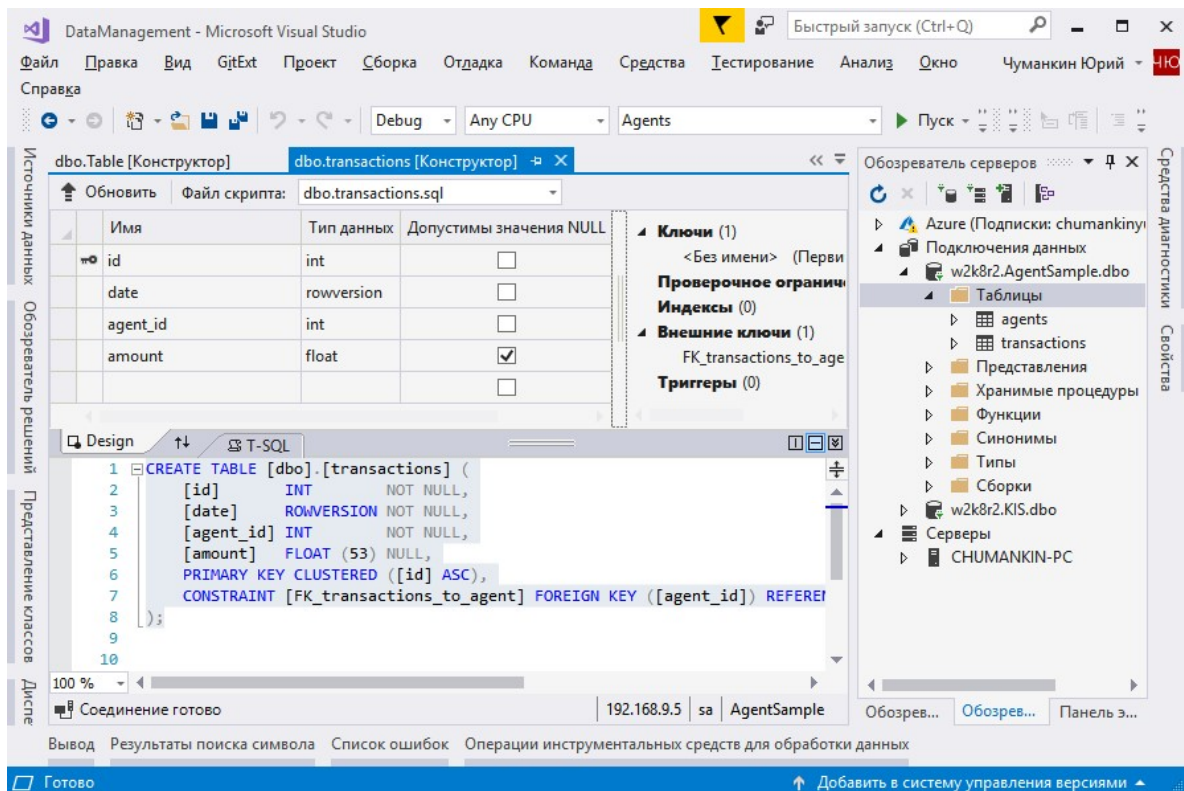 DataManagement - Microsoft Visual Studio
Быстрый запуск (Ctrl+Q)
Файл Правка Вид GitExt Проект Сборка Отладка Команда Средства Тестирование Анализ Окно Чуманкин Юрий ЧЮ
Справка
Debug Any CPU Agents Пуск
Источники данных
Обозреватель решений
Представление классов
Диспе
dbo.Table [Конструктор] dbo.transactions [Конструктор]
Обновить Файл скрипта: dbo.transactions.sql
Имя Тип данных Допустимы значения NULL
id int
date rowversion
agent_id int
amount float
Ключи (1)
<Без имени> (Перви
Проверочное огранич
Индексы (0)
Внешние ключи (1)
FK_transactions_to_age
Триггеры (0)
Design T-SQL
1 CREATE TABLE [dbo].[transactions] (
2 [id] INT NOT NULL,
3 [date] ROWVERSION NOT NULL,
4 [agent_id] INT NOT NULL,
5 [amount] FLOAT (53) NULL,
6 PRIMARY KEY CLUSTERED ([id] ASC),
7 CONSTRAINT [FK_transactions_to_agent] FOREIGN KEY ([agent_id]) REFEREN
8 );
9
10
100 %
Соединение готово 192.168.9.5 sa AgentSample
Обозреватель серверов
Azure (Подписки: chumankinyu
Подключения данных
w2k8r2.AgentSample.dbo
Таблицы
agents
transactions
Представления
Хранимые процедуры
Функции
Синонимы
Типы
Сборки
w2k8r2.KIS.dbo
Серверы
CHUMANKIN-PC
Обозрев... Обозрев... Панель э...
Средства диагностики
Свойства
Вывод Результаты поиска символа Список ошибок Операции инструментальных средств для обработки данных
Готово Добавить в систему управления версиями